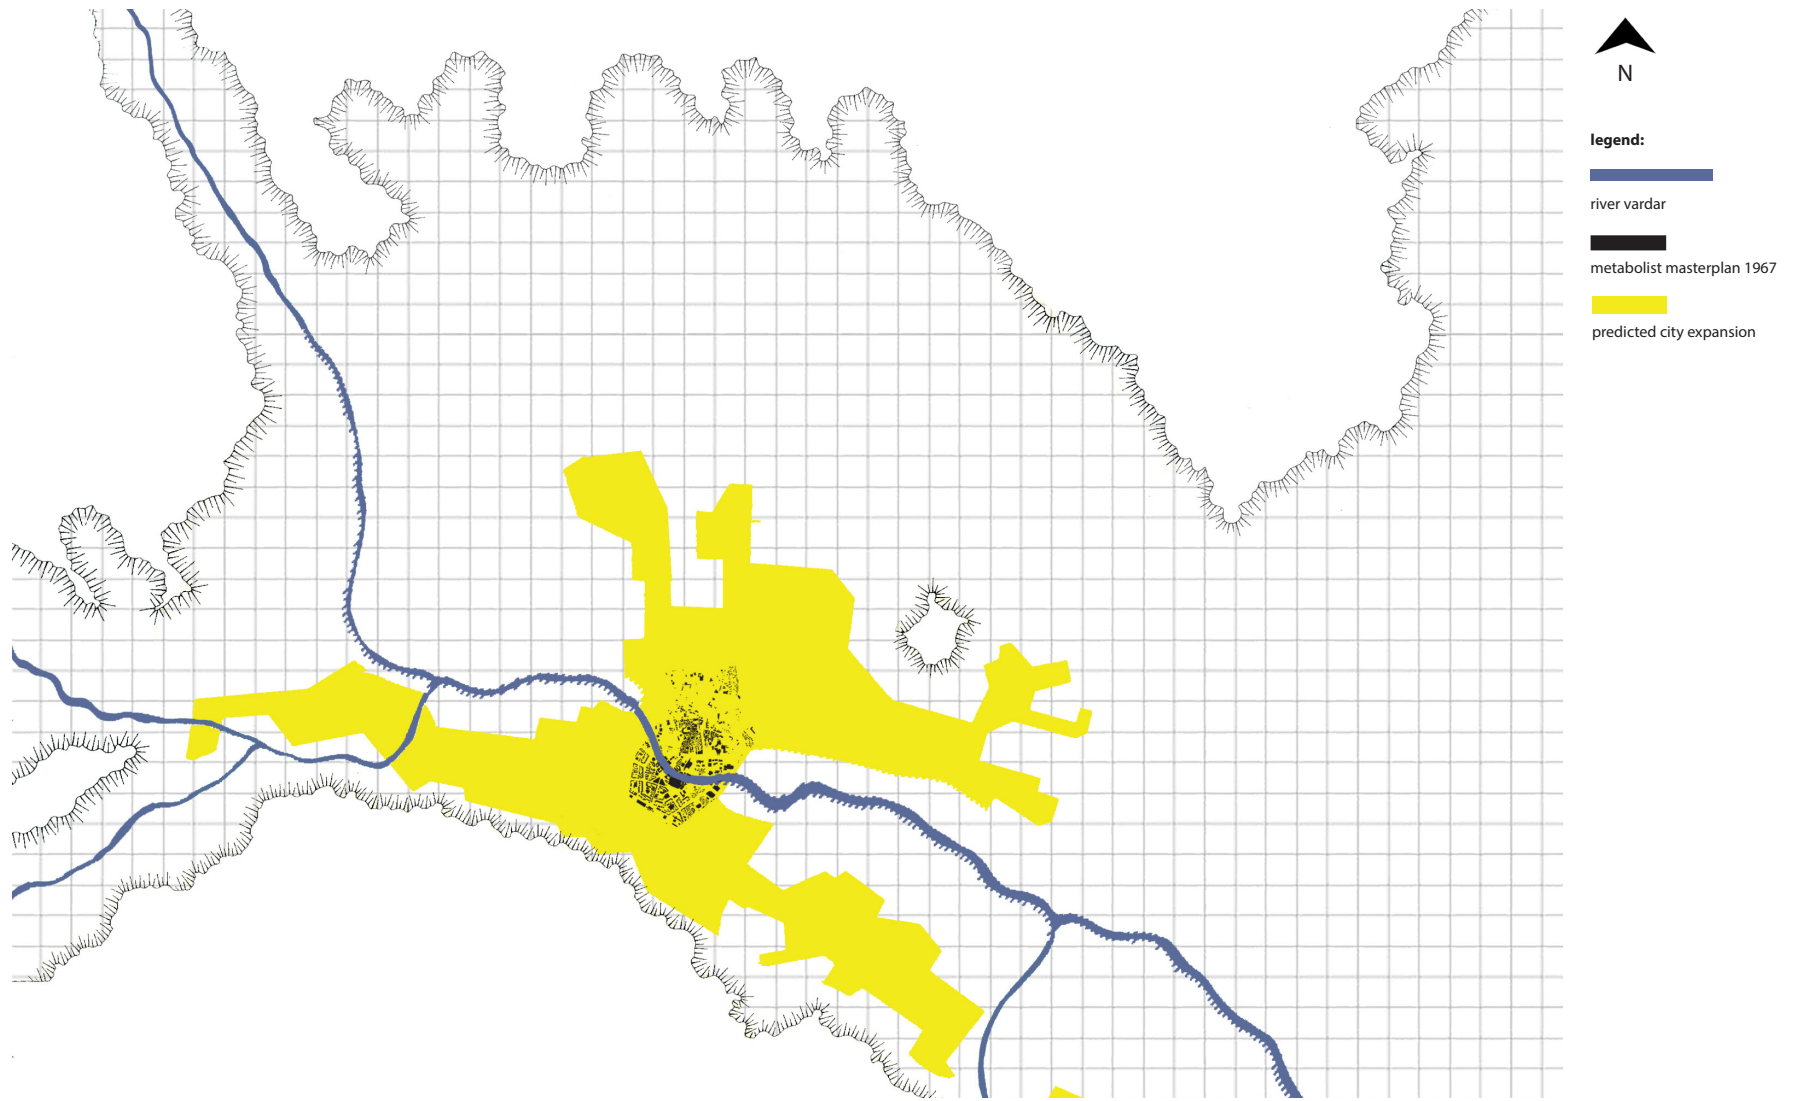 N
legend:
river vardar
metabolist masterplan 1967
predicted city expansion